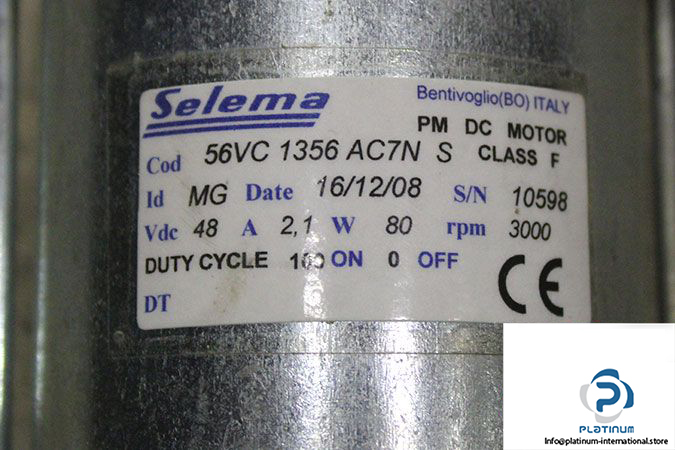 Selema
Bentivoglio(BO) ITALY
PM DC MOTOR
Cod 56VC 1356 AC7N S CLASS F
Id MG Date 16/12/08 S/N 10598
Vdc 48 A 2,1 W 80 rpm 3000
DUTY CYCLE 100 ON 0 OFF
DT
CE
PLATINUM
Info@platinum-international.store